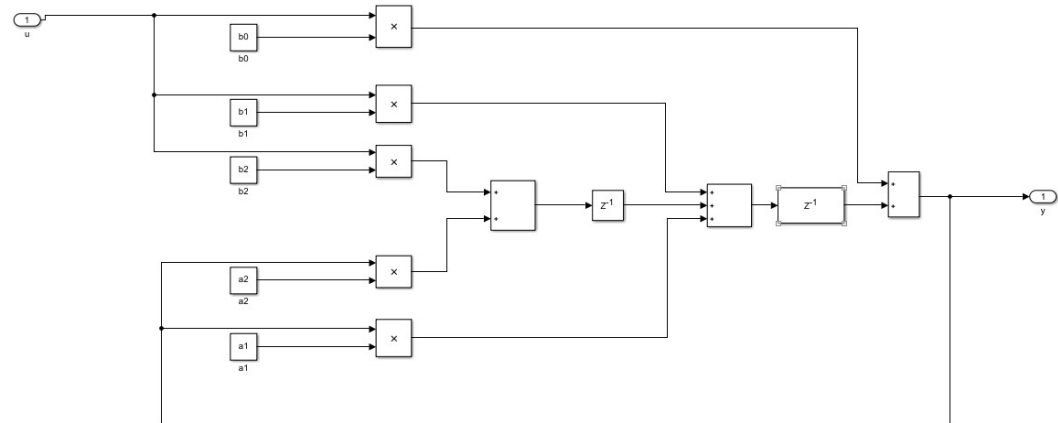 1
u
×
b0
b0
×
b1
b1
×
b2
b2
+
+
Z-1
+
+
+
Z-1
+
+
1
y
×
a2
a2
×
a1
a1